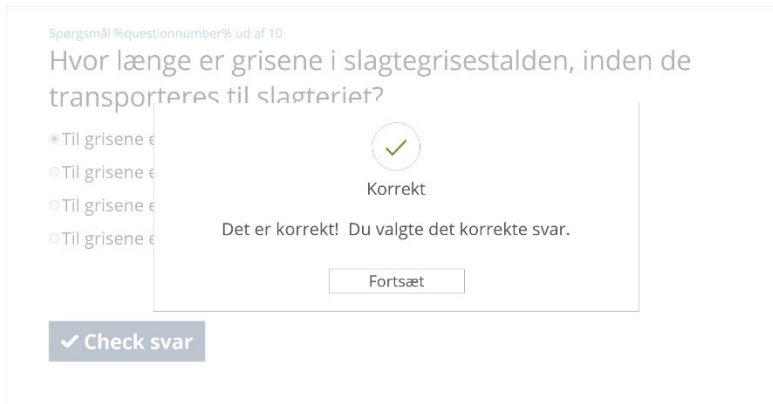 Spørgsmål %questionnumber% ud af 10
Hvor længe er grisene i slagtegrisestalden, inden de
transporteres til slagteriet?
Til grisene e
Til grisene e
Til grisene e
Til grisene e
Korrekt
Det er korrekt! Du valgte det korrekte svar.
Fortsæt
Check svar